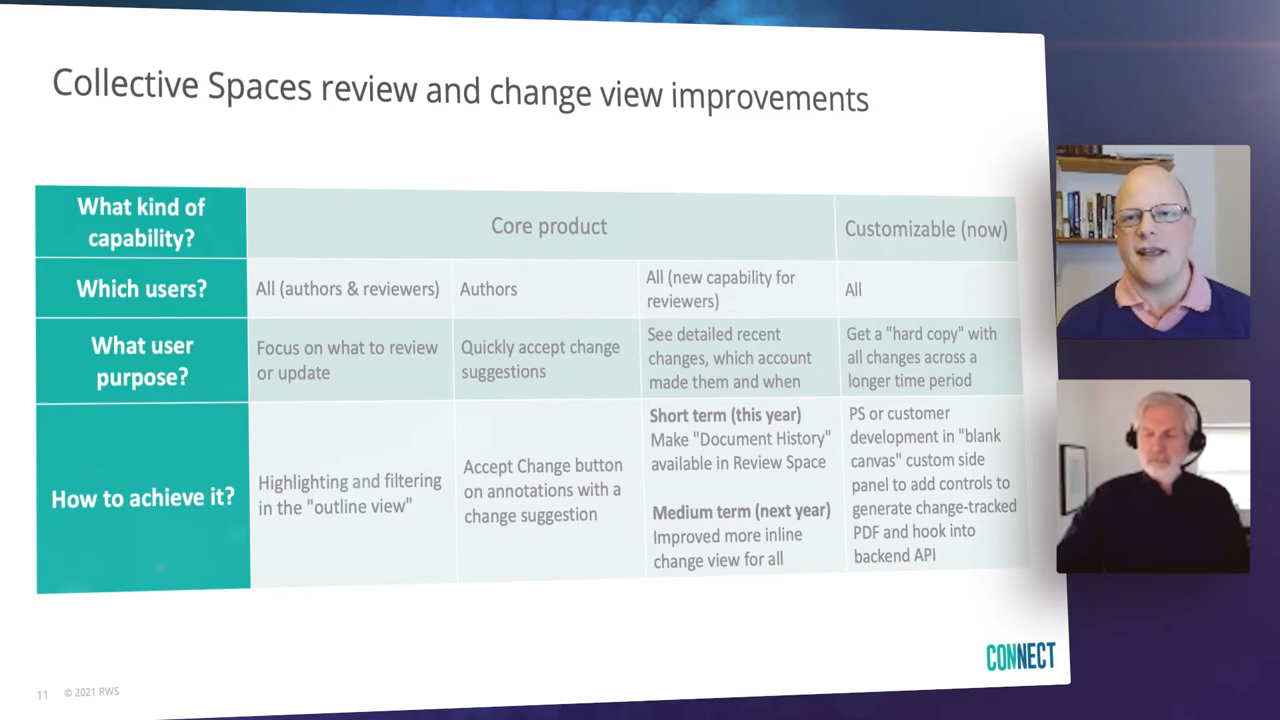 Collective Spaces review and change view improvements
What kind of
capability?
Core product
Customizable (now)
Which users?
All (authors & reviewers)
Authors
All (new capability for
reviewers)
All
What user
purpose?
Focus on what to review
or update
Quickly accept change
suggestions
See detailed recent
changes, which account
made them and when
Get a "hard copy" with
all changes across a
longer time period
How to achieve it?
Highlighting and filtering
in the "outline view"
Accept Change button
on annotations with a
change suggestion
Short term (this year)
Make "Document History"
available in Review Space
Medium term (next year)
Improved more inline
change view for all
PS or customer
development in "blank
canvas" custom side
panel to add controls to
generate change-tracked
PDF and hook into
backend API
CONNECT
11 © 2021 RWS